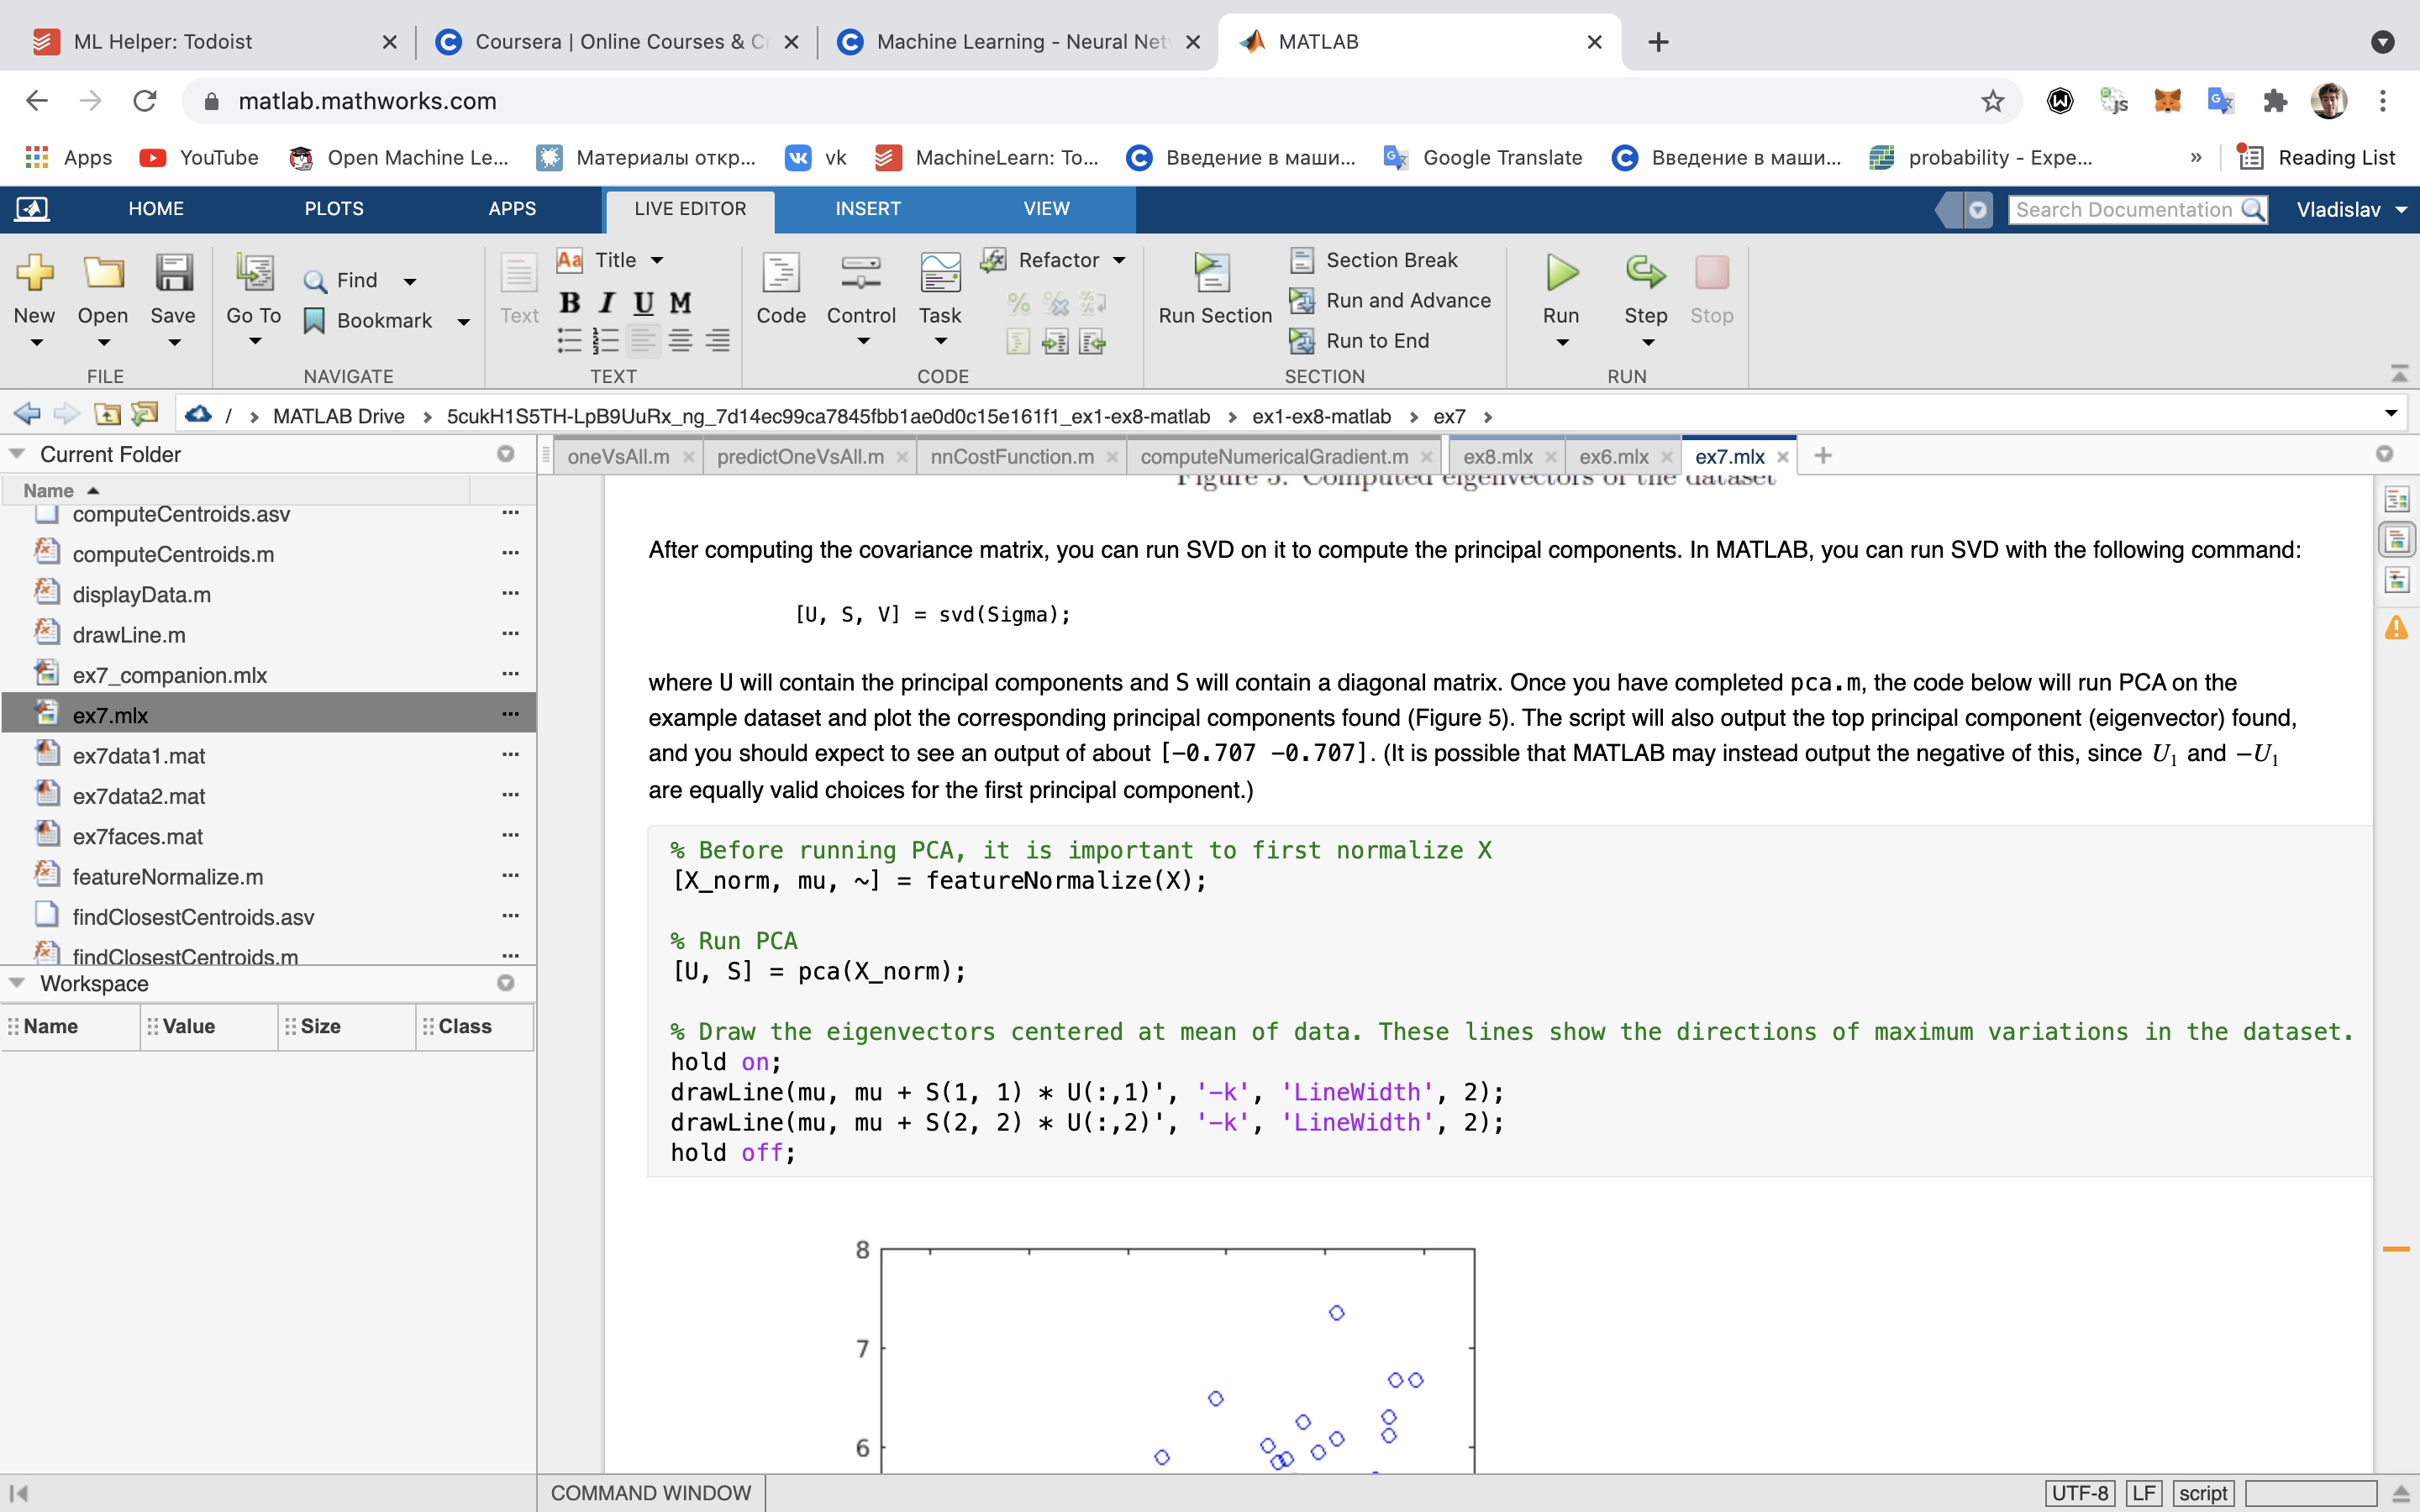 ML Helper: Todoist
Coursera | Online Courses & Cr
Machine Learning - Neural Netw
MATLAB
matlab.mathworks.com
Apps
YouTube
Open Machine Le...
Материалы откр...
vk
MachineLearn: To...
Введение в маши...
Google Translate
Введение в маши...
probability - Expe...
»
Reading List
HOME
PLOTS
APPS
LIVE EDITOR
INSERT
VIEW
Search Documentation
Vladislav
New
Open
Save
FILE
Go To
Find
Bookmark
NAVIGATE
Text
Aa Title
B I U M
TEXT
Code
Control
Task
Refactor
CODE
Run Section
Section Break
Run and Advance
Run to End
SECTION
Run
Step
Stop
RUN
/ › MATLAB Drive › 5cukH1S5TH-LpB9UuRx_ng_7d14ec99ca7845fbb1ae0d0c15e161f1_ex1-ex8-matlab › ex1-ex8-matlab › ex7 ›
Current Folder
Name
computeCentroids.asv
computeCentroids.m
displayData.m
drawLine.m
ex7_companion.mlx
ex7.mlx
ex7data1.mat
ex7data2.mat
ex7faces.mat
featureNormalize.m
findClosestCentroids.asv
findClosestCentroids.m
Workspace
Name
Value
Size
Class
oneVsAll.m
predictOneVsAll.m
nnCostFunction.m
computeNumericalGradient.m
ex8.mlx
ex6.mlx
ex7.mlx
Figure 5: Computed eigenvectors of the dataset
After computing the covariance matrix, you can run SVD on it to compute the principal components. In MATLAB, you can run SVD with the following command:
[U, S, V] = svd(Sigma);
where U will contain the principal components and S will contain a diagonal matrix. Once you have completed pca.m, the code below will run PCA on the
example dataset and plot the corresponding principal components found (Figure 5). The script will also output the top principal component (eigenvector) found,
and you should expect to see an output of about [-0.707 -0.707]. (It is possible that MATLAB may instead output the negative of this, since U₁ and −U₁
are equally valid choices for the first principal component.)
% Before running PCA, it is important to first normalize X
[X_norm, mu, ~] = featureNormalize(X);
% Run PCA
[U, S] = pca(X_norm);
% Draw the eigenvectors centered at mean of data. These lines show the directions of maximum variations in the dataset.
hold on;
drawLine(mu, mu + S(1, 1) * U(:,1)', '-k', 'LineWidth', 2);
drawLine(mu, mu + S(2, 2) * U(:,2)', '-k', 'LineWidth', 2);
hold off;
8
7
6
COMMAND WINDOW
UTF-8
LF
script